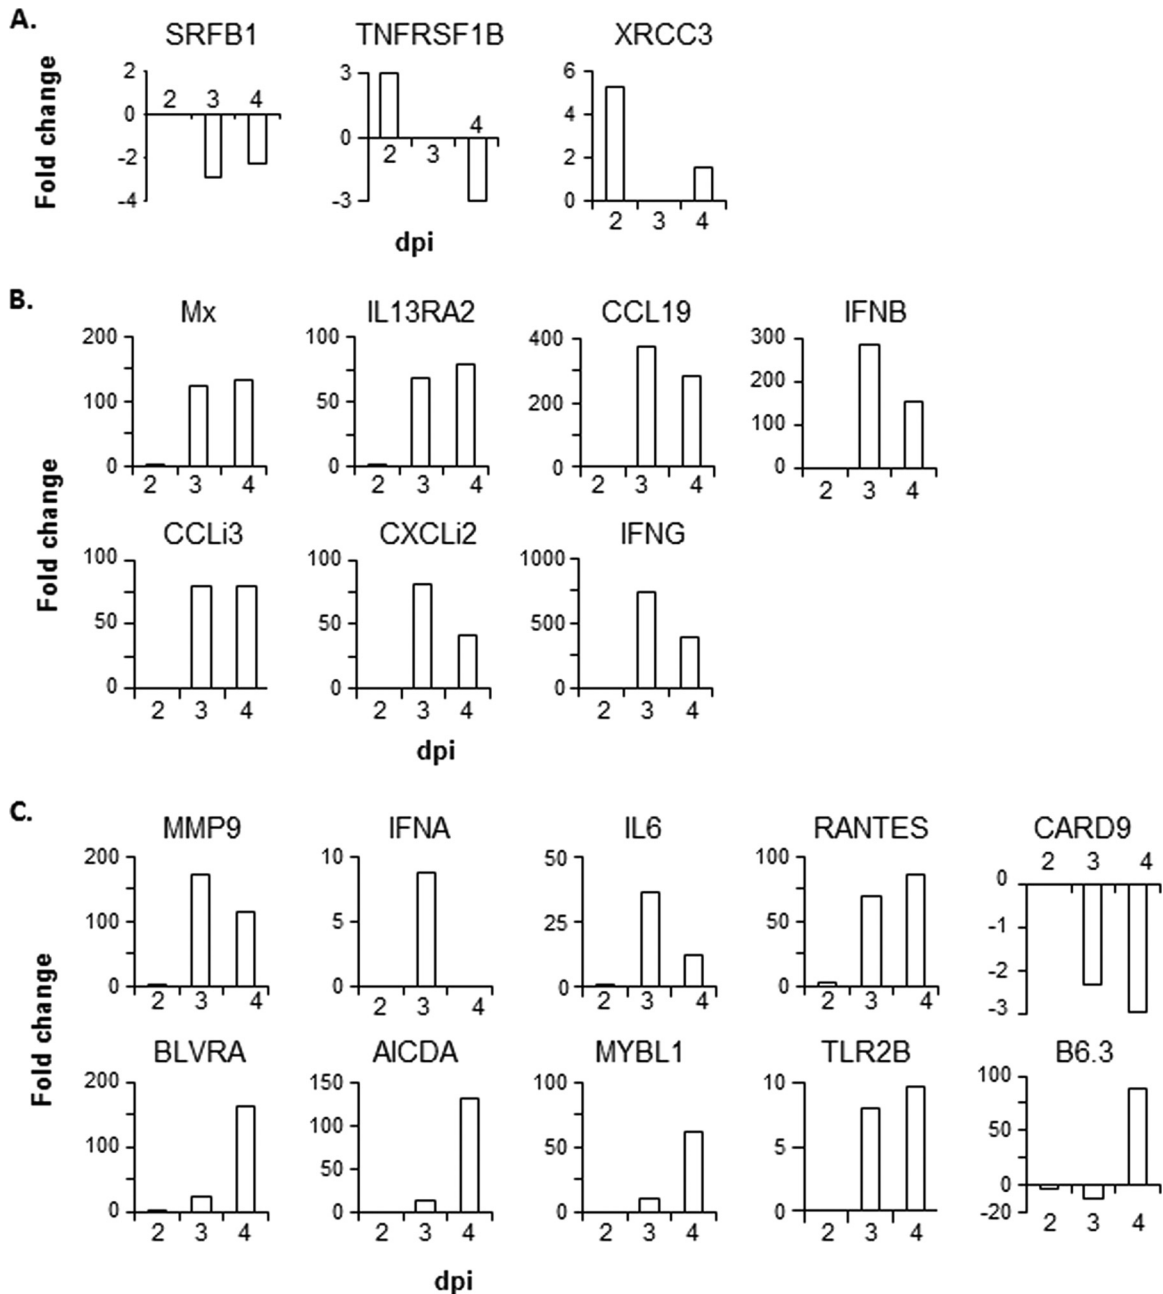 A.
SRFB1 TNFRSF1B XRCC3
Fold change
2
0
-2
-4
2 3 4
3
0
-3
2 3 4
6
4
2
0
2 3 4
dpi
B.
Mx IL13RA2 CCL19 IFNB
Fold change
200
100
0
2 3 4
100
50
0
2 3 4
400
200
0
2 3 4
300
200
100
0
2 3 4
CCLi3 CXCLi2 IFNG
100
50
0
2 3 4
100
50
0
2 3 4
1000
500
0
2 3 4
dpi
C.
MMP9 IFNA IL6 RANTES CARD9
Fold change
200
100
0
2 3 4
10
5
0
2 3 4
50
25
0
2 3 4
100
50
0
2 3 4
2 3 4
0
-1
-2
-3
BLVRA AICDA MYBL1 TLR2B B6.3
200
100
0
2 3 4
150
100
50
0
2 3 4
100
50
0
2 3 4
10
5
0
2 3 4
100
50
0
-20
2 3 4
dpi